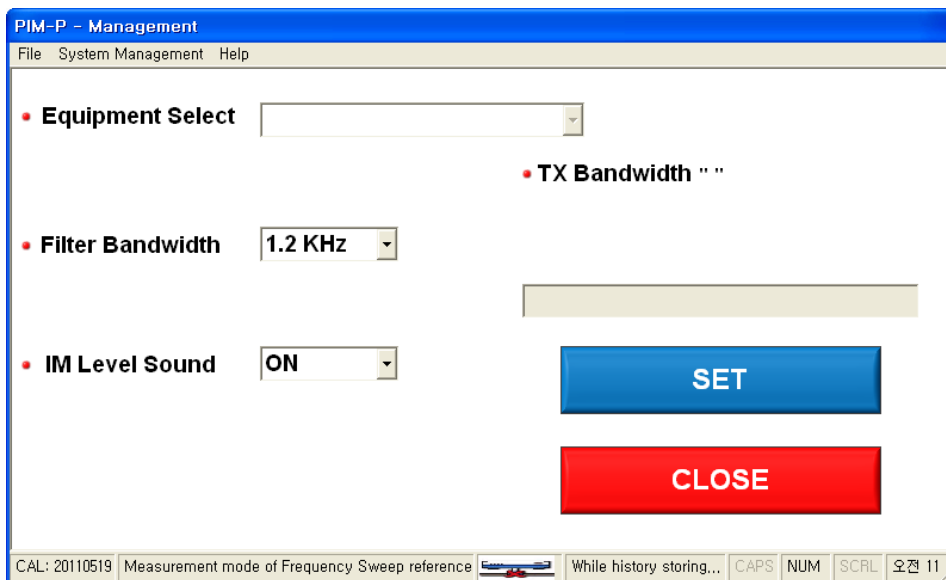 PIM-P - Management
File System Management Help
Equipment Select
TX Bandwidth " "
Filter Bandwidth 1.2 KHz
IM Level Sound ON
SET
CLOSE
CAL: 20110519 Measurement mode of Frequency Sweep reference While history storing... CAPS NUM SCRL 오전 11